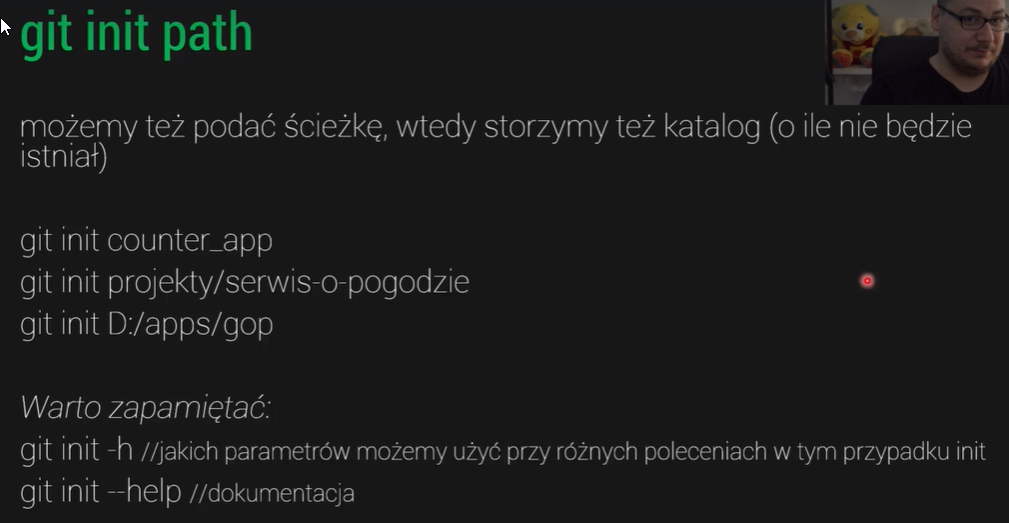 git init path
możemy też podać ścieżkę, wtedy storzymy też katalog (o ile nie będzie
istniał)
git init counter_app
git init projekty/serwis-o-pogodzie
git init D:/apps/gop
Warto zapamiętać:
git init -h //jakich parametrów możemy użyć przy różnych poleceniach w tym przypadku init
git init --help //dokumentacja